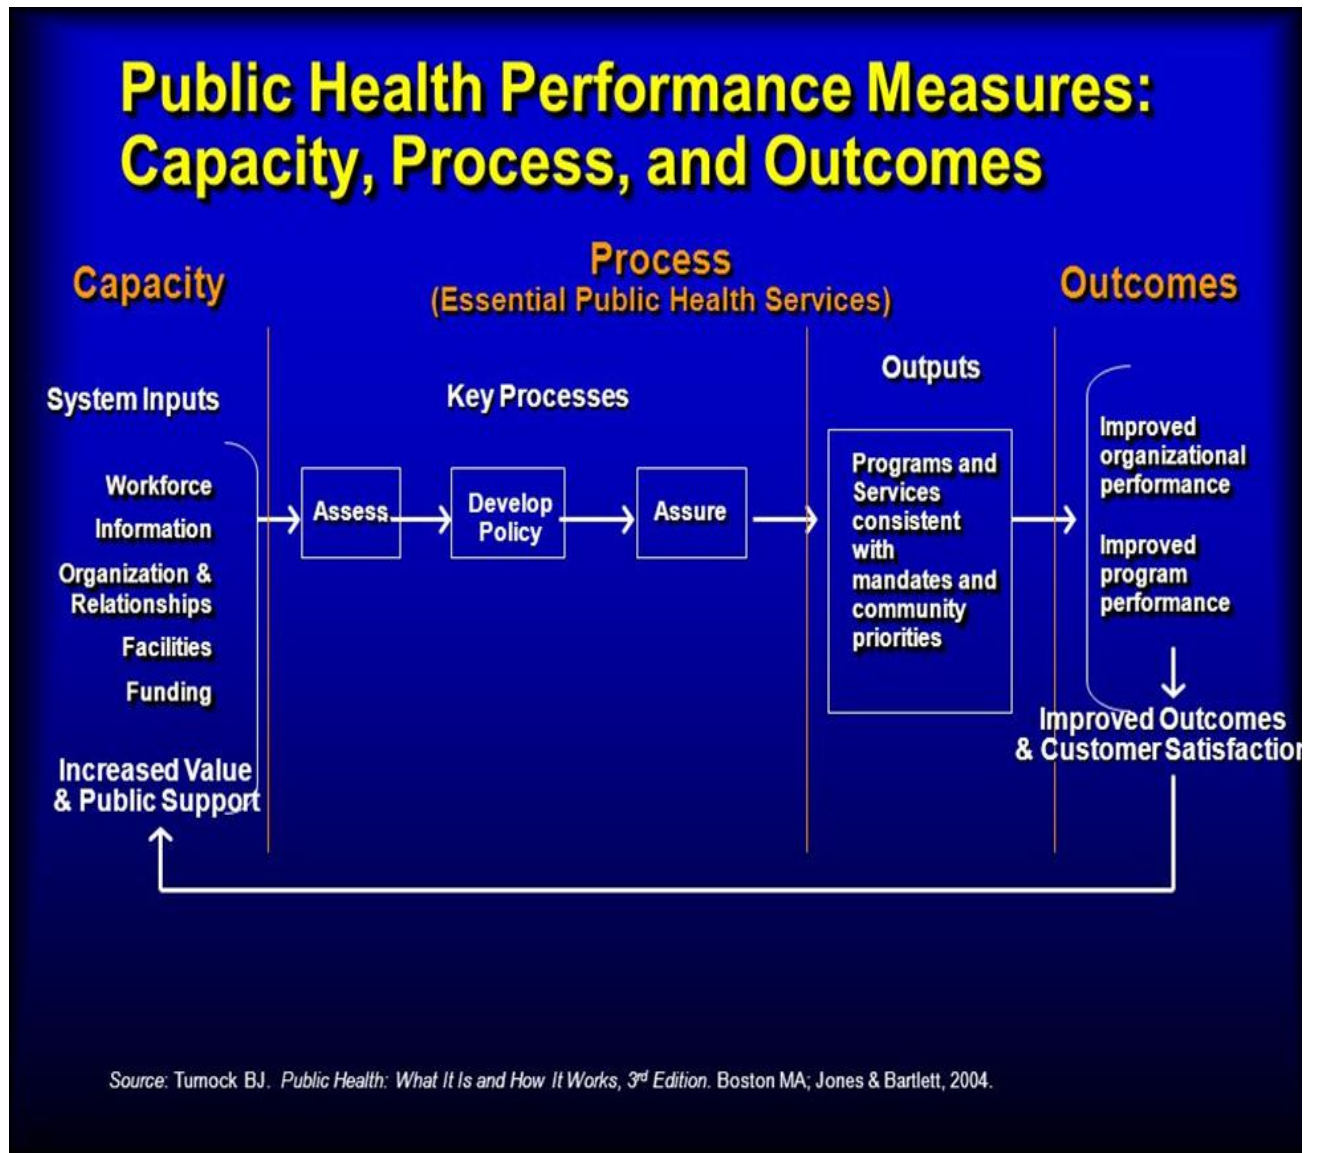 Public Health Performance Measures:
Capacity, Process, and Outcomes
Capacity
Process
(Essential Public Health Services)
Outcomes
System Inputs
Workforce
Information
Organization &
Relationships
Facilities
Funding
Increased Value
& Public Support
Key Processes
Assess
Develop
Policy
Assure
Outputs
Programs and
Services
consistent
with
mandates and
community
priorities
Improved
organizational
performance
Improved
program
performance
Improved Outcomes
& Customer Satisfaction
Source: Turnock BJ. Public Health: What It Is and How It Works, 3rd Edition. Boston MA; Jones & Bartlett, 2004.